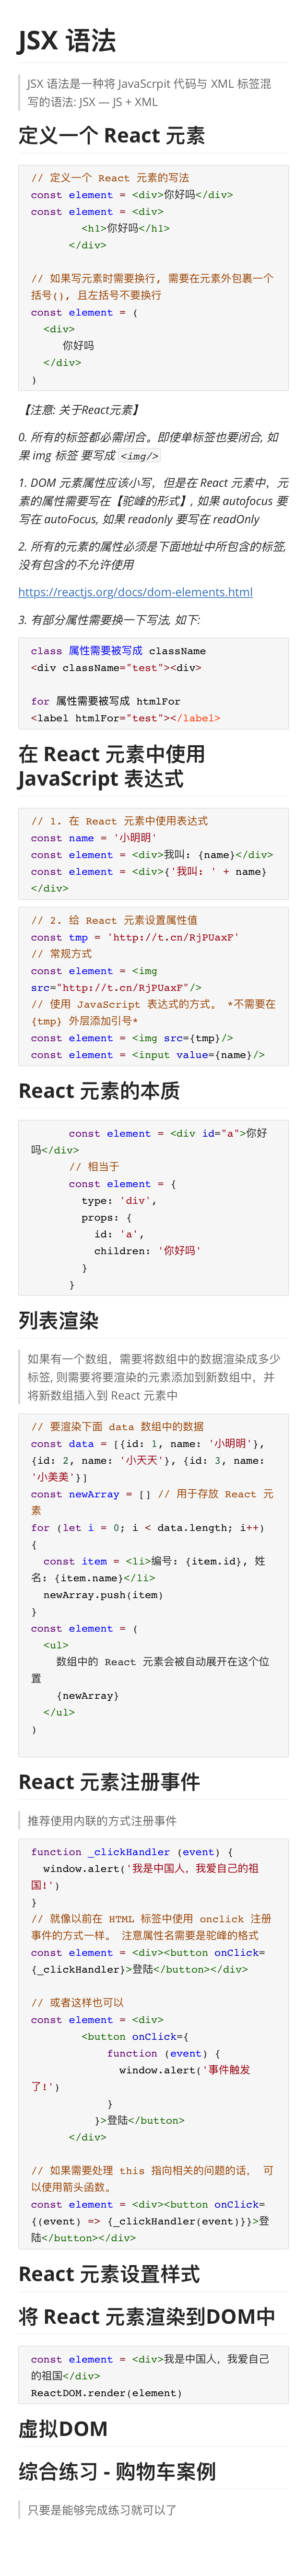 JSX 语法
JSX 语法是一种将 JavaScrpit 代码与 XML 标签混
写的语法: JSX — JS + XML
定义一个 React 元素
// 定义一个 React 元素的写法
const element = <div>你好吗</div>
const element = <div>
<h1>你好吗</h1>
</div>
// 如果写元素时需要换行, 需要在元素外包裹一个
括号(), 且左括号不要换行
const element = (
<div>
你好吗
</div>
)
【注意: 关于React元素】
0. 所有的标签都必需闭合。即使单标签也要闭合, 如
果 img 标签 要写成 <img/>
1. DOM 元素属性应该小写，但是在 React 元素中，元
素的属性需要写在【驼峰的形式】, 如果 autofocus 要
写在 autoFocus, 如果 readonly 要写在 readOnly
2. 所有的元素的属性必须是下面地址中所包含的标签,
没有包含的不允许使用
https://reactjs.org/docs/dom-elements.html
3. 有部分属性需要换一下写法, 如下:
class 属性需要被写成 className
<div className="test"><div>
for 属性需要被写成 htmlFor
<label htmlFor="test"></label>
在 React 元素中使用
JavaScript 表达式
// 1. 在 React 元素中使用表达式
const name = '小明明'
const element = <div>我叫: {name}</div>
const element = <div>{'我叫: ' + name}
</div>
// 2. 给 React 元素设置属性值
const tmp = 'http://t.cn/RjPUaxF'
// 常规方式
const element = <img
src="http://t.cn/RjPUaxF"/>
// 使用 JavaScript 表达式的方式。 *不需要在
{tmp} 外层添加引号*
const element = <img src={tmp}/>
const element = <input value={name}/>
React 元素的本质
const element = <div id="a">你好
吗</div>
// 相当于
const element = {
type: 'div',
props: {
id: 'a',
children: '你好吗'
}
}
列表渲染
如果有一个数组，需要将数组中的数据渲染成多少
标签, 则需要将要渲染的元素添加到新数组中，并
将新数组插入到 React 元素中
// 要渲染下面 data 数组中的数据
const data = [{id: 1, name: '小明明'},
{id: 2, name: '小天天'}, {id: 3, name:
'小美美'}]
const newArray = [] // 用于存放 React 元
素
for (let i = 0; i < data.length; i++)
{
const item = <li>编号: {item.id}, 姓
名: {item.name}</li>
newArray.push(item)
}
const element = (
<ul>
数组中的 React 元素会被自动展开在这个位
置
{newArray}
</ul>
)
React 元素注册事件
推荐使用内联的方式注册事件
function _clickHandler (event) {
window.alert('我是中国人，我爱自己的祖
国!')
}
// 就像以前在 HTML 标签中使用 onclick 注册
事件的方式一样。 注意属性名需要是驼峰的格式
const element = <div><button onClick=
{_clickHandler}>登陆</button></div>
// 或者这样也可以
const element = <div>
<button onClick={
function (event) {
window.alert('事件触发
了!')
}
}>登陆</button>
</div>
// 如果需要处理 this 指向相关的问题的话， 可
以使用箭头函数。
const element = <div><button onClick=
{(event) => {_clickHandler(event)}}>登
陆</button></div>
React 元素设置样式
将 React 元素渲染到DOM中
const element = <div>我是中国人，我爱自己
的祖国</div>
ReactDOM.render(element)
虚拟DOM
综合练习 - 购物车案例
只要是能够完成练习就可以了